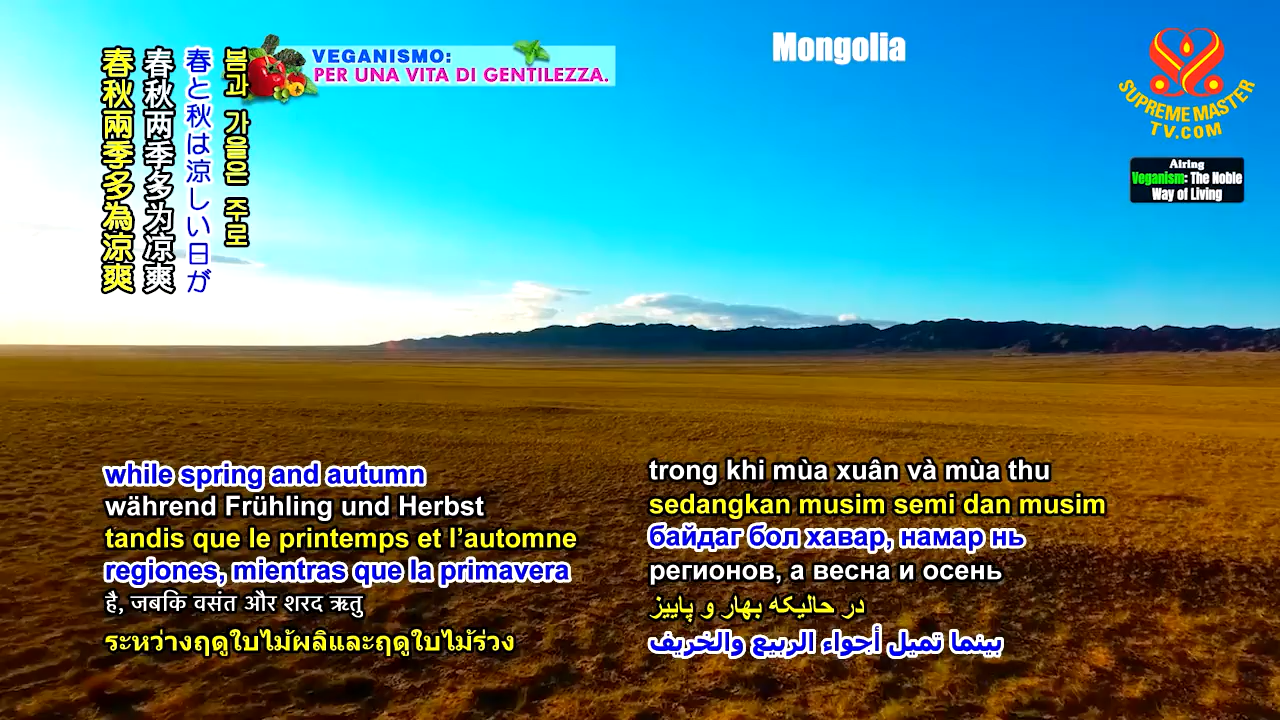 Mongolia
VEGANISMO:
PER UNA VITA DI GENTILEZZA.
SUPREME MASTER
TV.COM
Airing
Veganism: The Noble
Way of Living
봄과 가을은 주로
春と秋は涼しい日が
春秋两季多为凉爽
春秋兩季多為涼爽
while spring and autumn
während Frühling und Herbst
tandis que le printemps et l’automne
regiones, mientras que la primavera
है, जबकि वसंत और शरद ऋतु
ระหว่างฤดูใบไม้ผลิและฤดูใบไม้ร่วง
trong khi mùa xuân và mùa thu
sedangkan musim semi dan musim
байдаг бол хавар, намар нь
регионов, а весна и осень
در حالیکه بهار و پاییز
بينما تميل أجواء الربيع والخريف